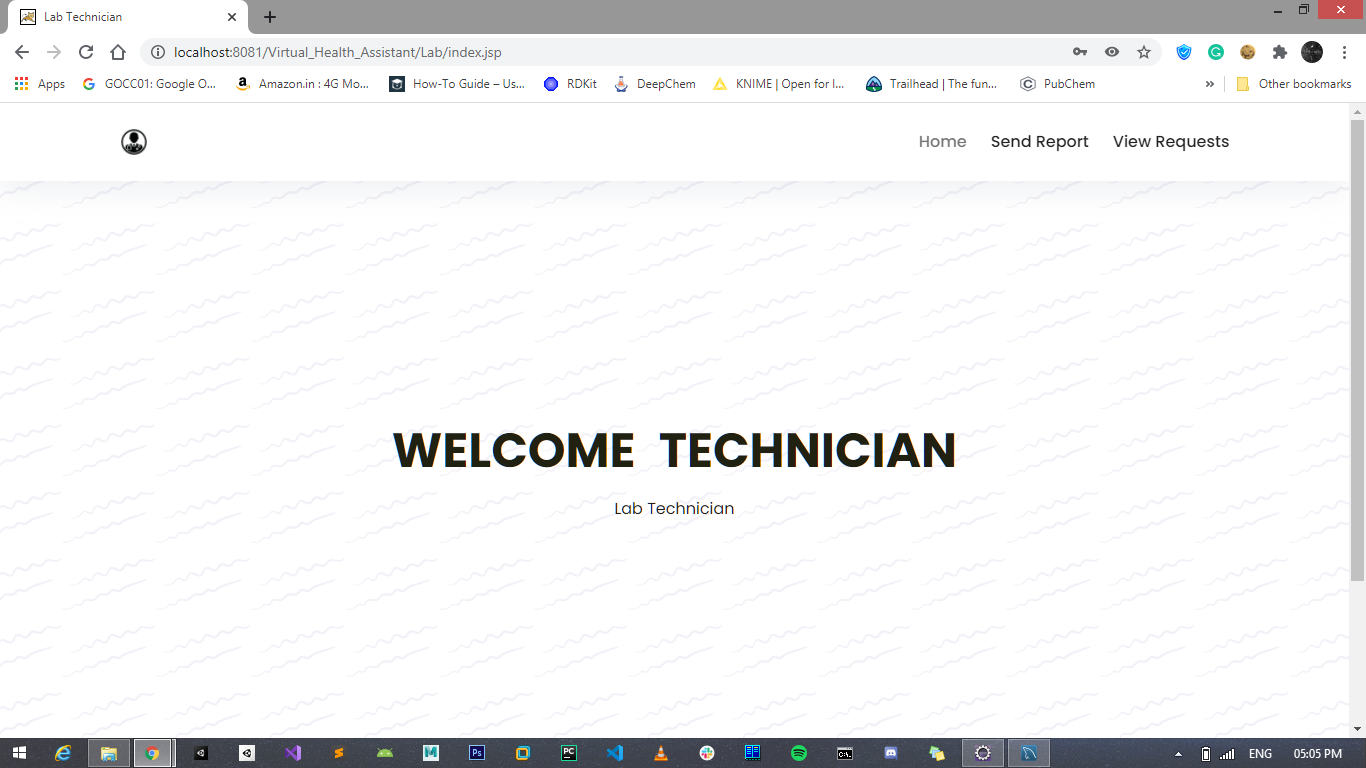 Lab Technician
localhost:8081/Virtual_Health_Assistant/Lab/index.jsp
Apps GOCC01: Google O... Amazon.in : 4G Mo... How-To Guide – Us... RDKit DeepChem KNIME | Open for I... Trailhead | The fun... PubChem » Other bookmarks
Home Send Report View Requests
WELCOME TECHNICIAN
Lab Technician
ENG 05:05 PM